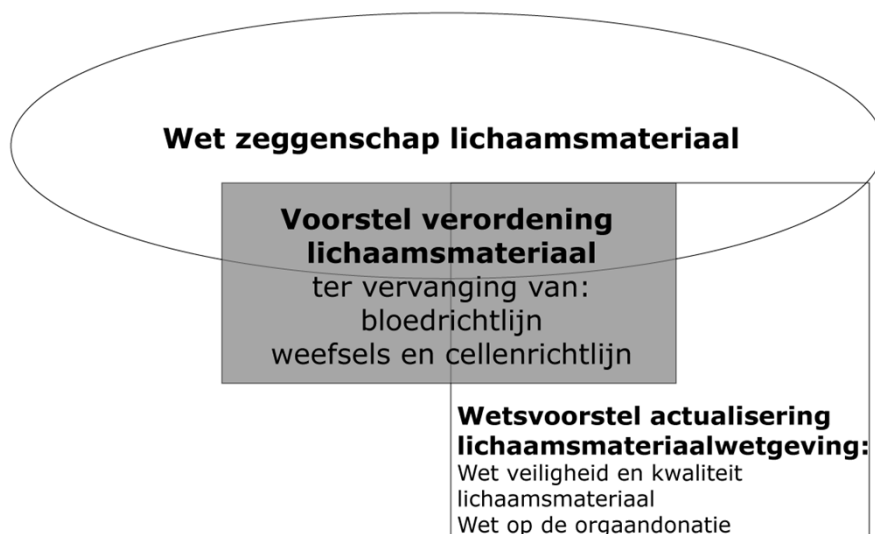 Wet zeggenschap lichaamsmateriaal
Voorstel verordening
lichaamsmateriaal
ter vervanging van:
bloedrichtlijn
weefsels en cellenrichtlijn
Wetsvoorstel actualisering
lichaamsmateriaalwetgeving:
Wet veiligheid en kwaliteit
lichaamsmateriaal
Wet op de orgaandonatie